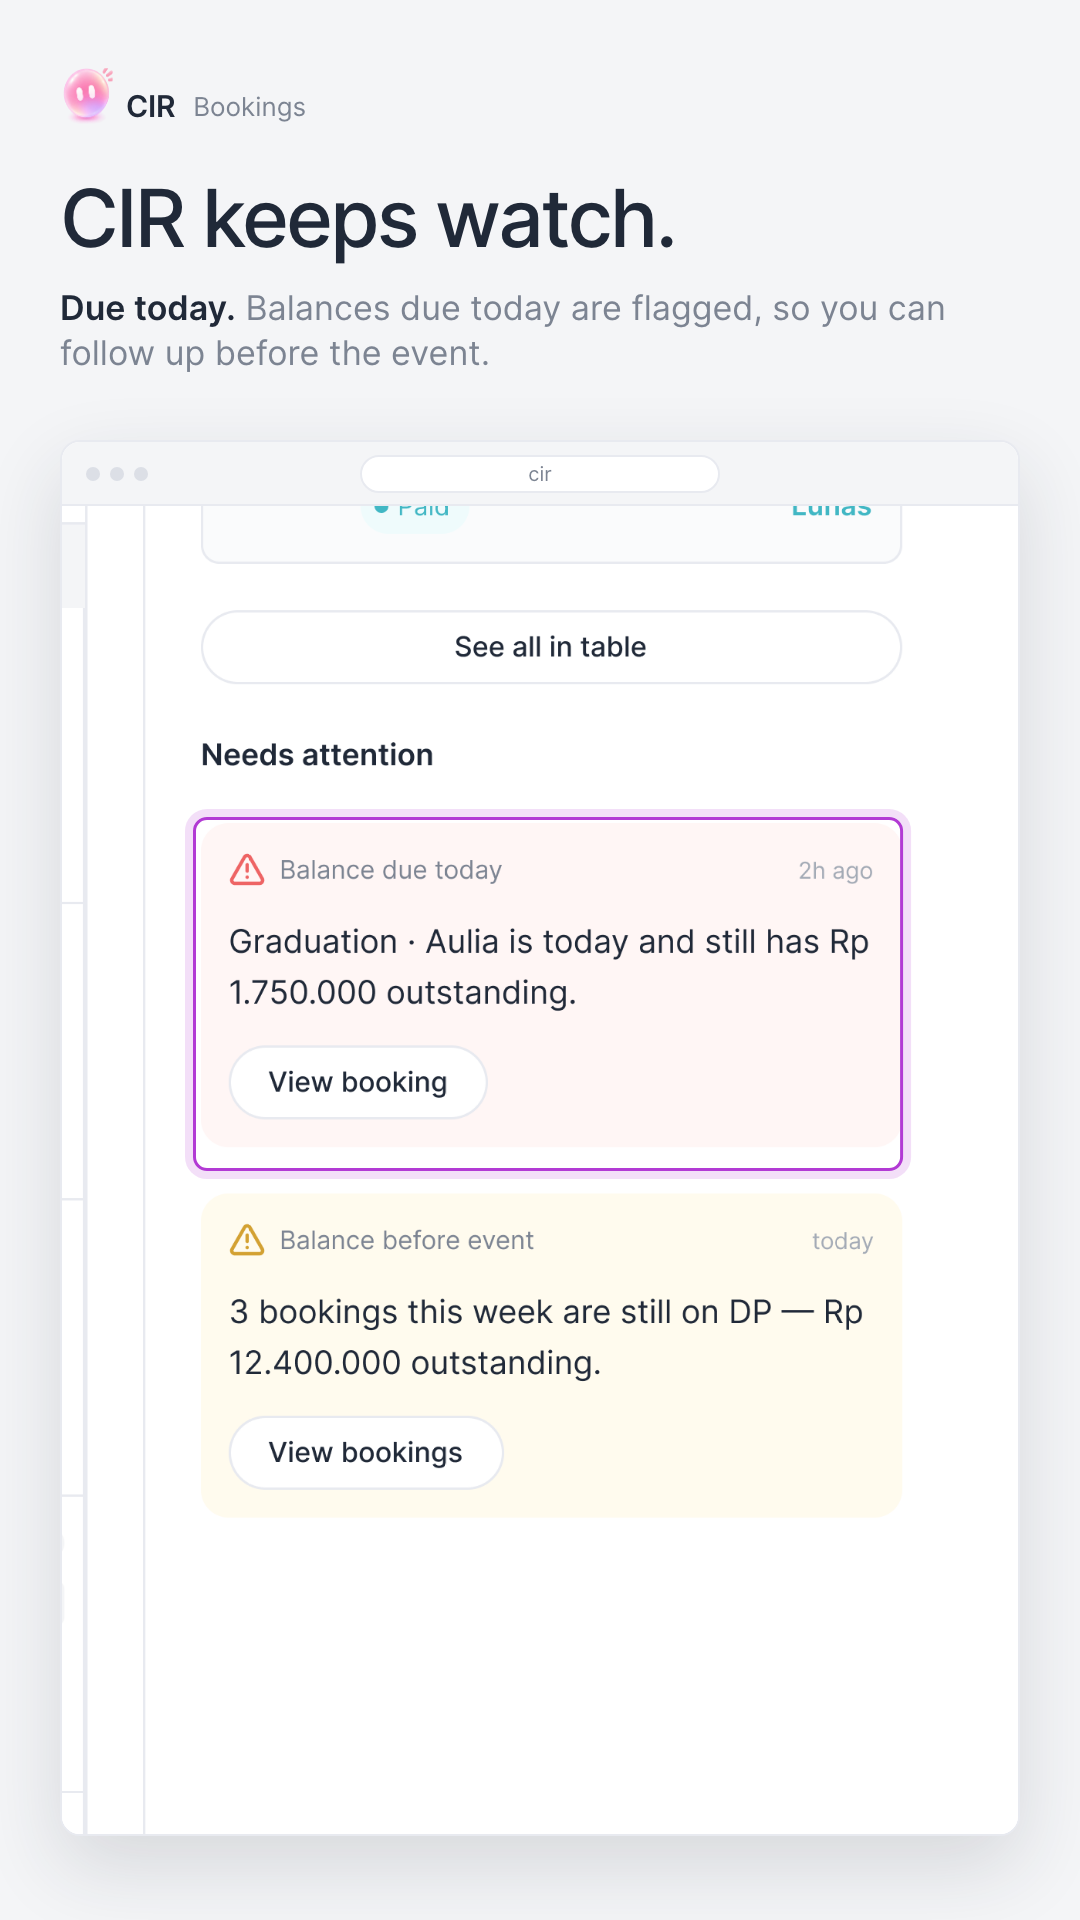 CIR Bookings
CIR keeps watch.
Due today. Balances due today are flagged, so you can
follow up before the event.
cir
Paid Lunas
See all in table
Needs attention
Balance due today 2h ago
Graduation · Aulia is today and still has Rp
1.750.000 outstanding.
View booking
Balance before event today
3 bookings this week are still on DP — Rp
12.400.000 outstanding.
View bookings